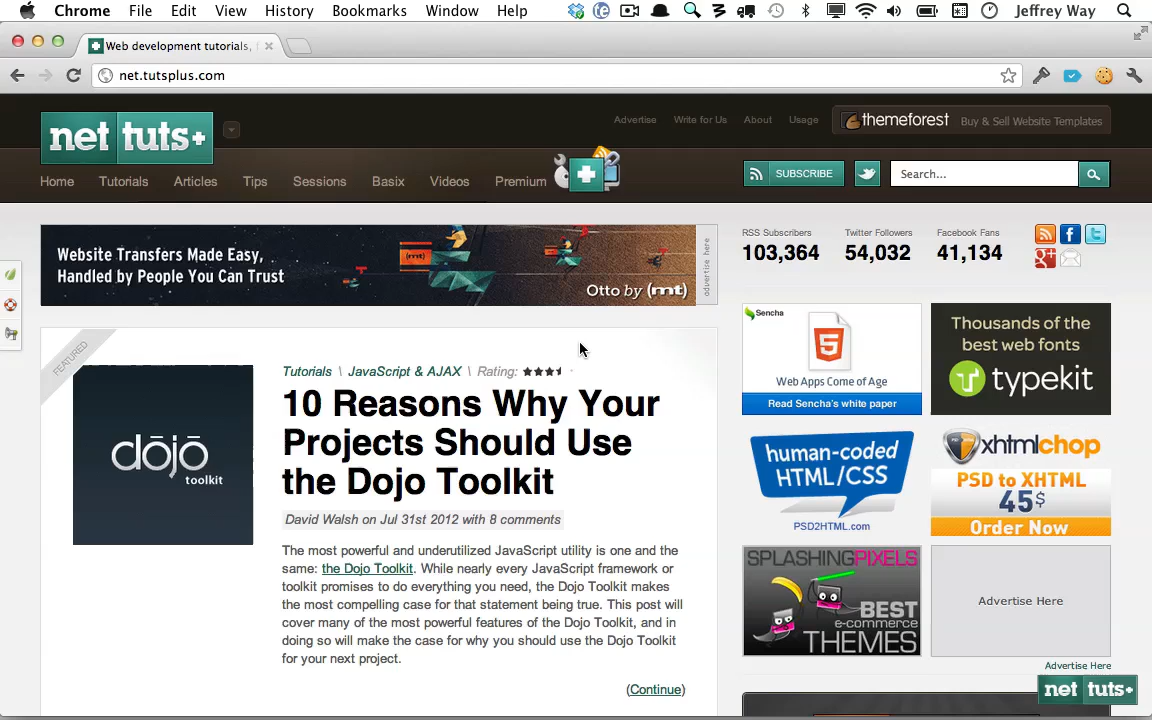 Chrome File Edit View History Bookmarks Window Help Jeffrey Way
Web development tutorials,
net.tutsplus.com
net tuts+
Advertise Write for Us About Usage
themeforest Buy & Sell Website Templates
Home Tutorials Articles Tips Sessions Basix Videos Premium
SUBSCRIBE
Search...
Website Transfers Made Easy,
Handled by People You Can Trust
Otto by (mt)
(mt)
advertise here
RSS Subscribers Twitter Followers Facebook Fans
103,364 54,032 41,134
FEATURED
dōjō
toolkit
Tutorials \ JavaScript & AJAX \ Rating:
10 Reasons Why Your
Projects Should Use
the Dojo Toolkit
David Walsh on Jul 31st 2012 with 8 comments
The most powerful and underutilized JavaScript utility is one and the
same: the Dojo Toolkit. While nearly every JavaScript framework or
toolkit promises to do everything you need, the Dojo Toolkit makes
the most compelling case for that statement being true. This post will
cover many of the most powerful features of the Dojo Toolkit, and in
doing so will make the case for why you should use the Dojo Toolkit
for your next project.
(Continue)
Sencha
5
Web Apps Come of Age
Read Sencha's white paper
Thousands of the
best web fonts
typekit
human-coded
HTML/CSS
PSD2HTML.com
xhtmlchop
PSD to XHTML
45$
Order Now
SPLASHINGPIXELS
BEST
e-commerce
THEMES
Advertise Here
Advertise Here
net tuts+